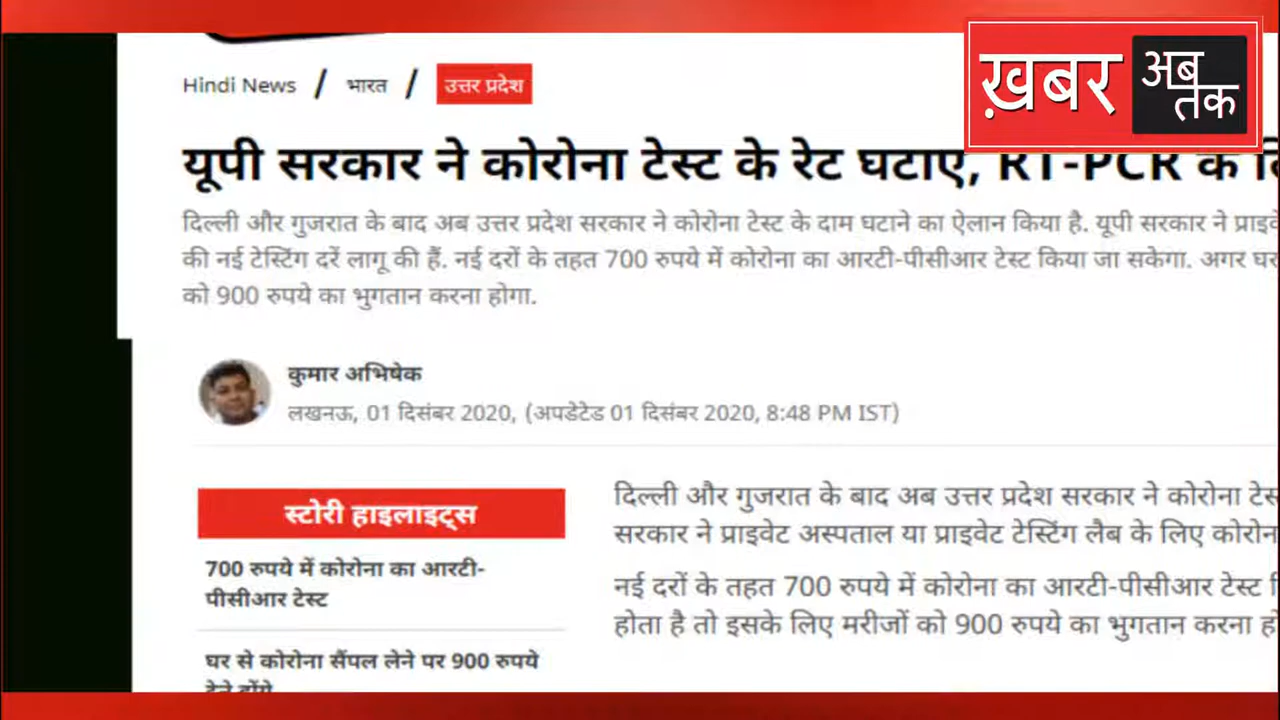 ख़बर अब तक
Hindi News / भारत / उत्तर प्रदेश
यूपी सरकार ने कोरोना टेस्ट के रेट घटाए, RT-PCR के
दिल्ली और गुजरात के बाद अब उत्तर प्रदेश सरकार ने कोरोना टेस्ट के दाम घटाने का ऐलान किया है. यूपी सरकार ने
की नई टेस्टिंग दरें लागू की हैं. नई दरों के तहत 700 रुपये में कोरोना का आरटी-पीसीआर टेस्ट किया जा सकेगा. अगर
को 900 रुपये का भुगतान करना होगा.
कुमार अभिषेक
लखनऊ, 01 दिसंबर 2020, (अपडेटेड 01 दिसंबर 2020, 8:48 PM IST)
स्टोरी हाइलाइट्स
700 रुपये में कोरोना का आरटी-
पीसीआर टेस्ट
घर से कोरोना सैंपल लेने पर 900 रुपये
दिल्ली और गुजरात के बाद अब उत्तर प्रदेश सरकार ने कोरोना
सरकार ने प्राइवेट अस्पताल या प्राइवेट टेस्टिंग लैब के लिए
नई दरों के तहत 700 रुपये में कोरोना का आरटी-पीसीआर टेस्ट
होता है तो इसके लिए मरीजों को 900 रुपये का भुगतान करना